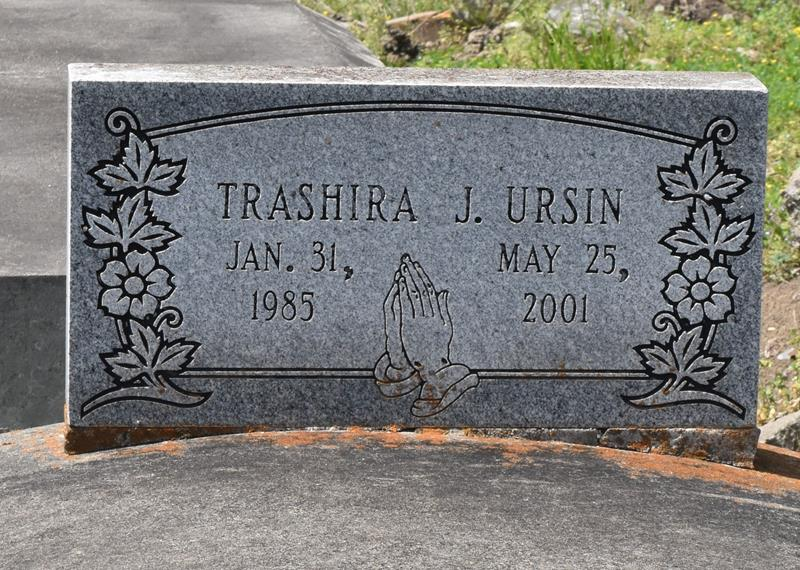 TRASHIRA J. URSIN
JAN. 31, MAY 25,
1985 2001